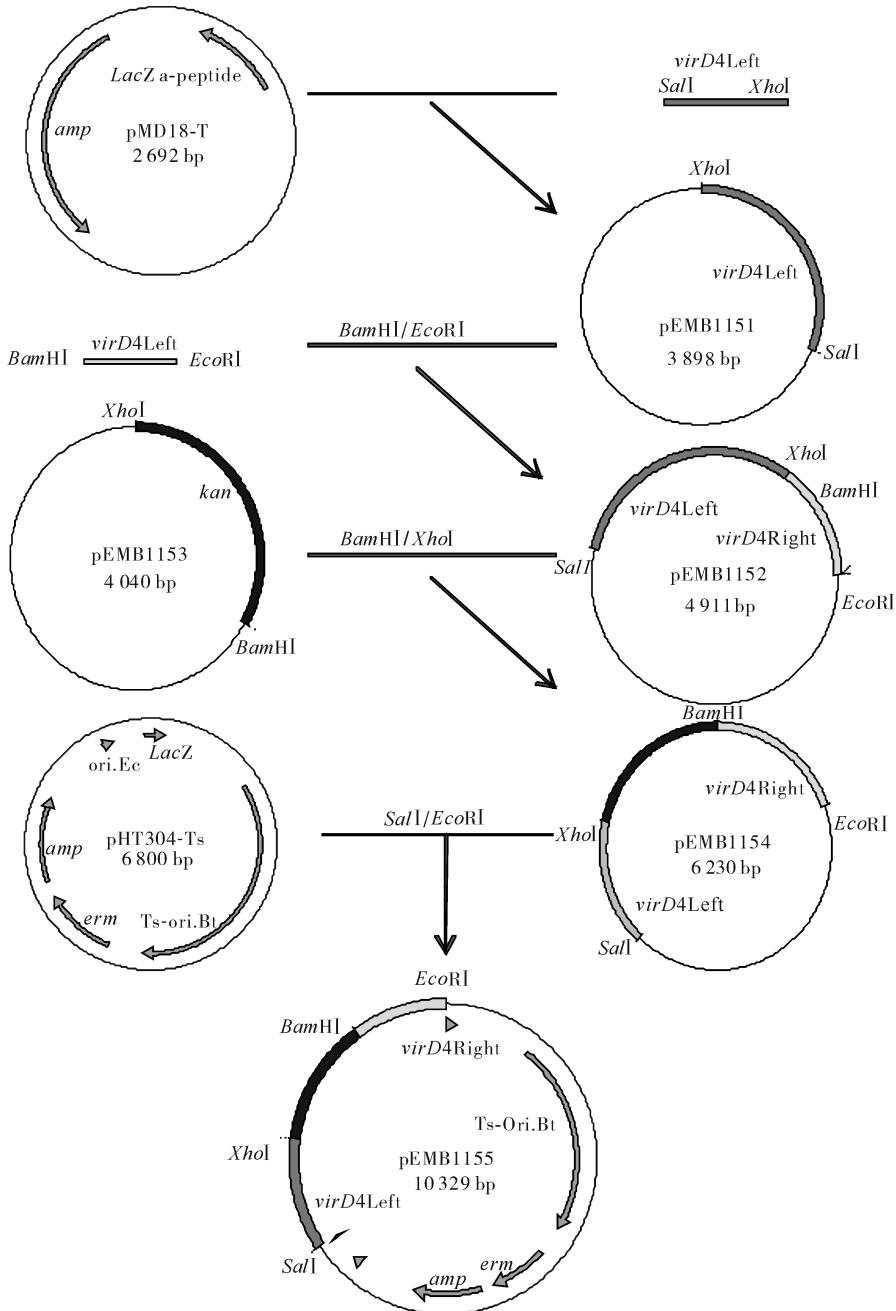 LacZ a-peptide
amp
pMD18-T
2 692 bp
virD4Left
SalI XhoI
XhoI
virD4Left
pEMB1151
3 898 bp
SalI
virD4Left
BamHI EcoRI
BamHI/EcoRI
XhoI
kan
pEMB1153
4 040 bp
BamHI
BamHI/XhoI
XhoI
BamHI
virD4Left
virD4Right
SalI
pEMB1152
4 911 bp
EcoRI
ori.Ec
LacZ
amp
pHT304-Ts
6 800 bp
erm
Ts-ori.Bt
SalI/EcoRI
BamHI
virD4Right
EcoRI
XhoI
pEMB1154
6 230 bp
virD4Left
SalI
EcoRI
BamHI
virD4Right
Ts-Ori.Bt
XhoI
pEMB1155
10 329 bp
virD4Left
SalI
erm
amp